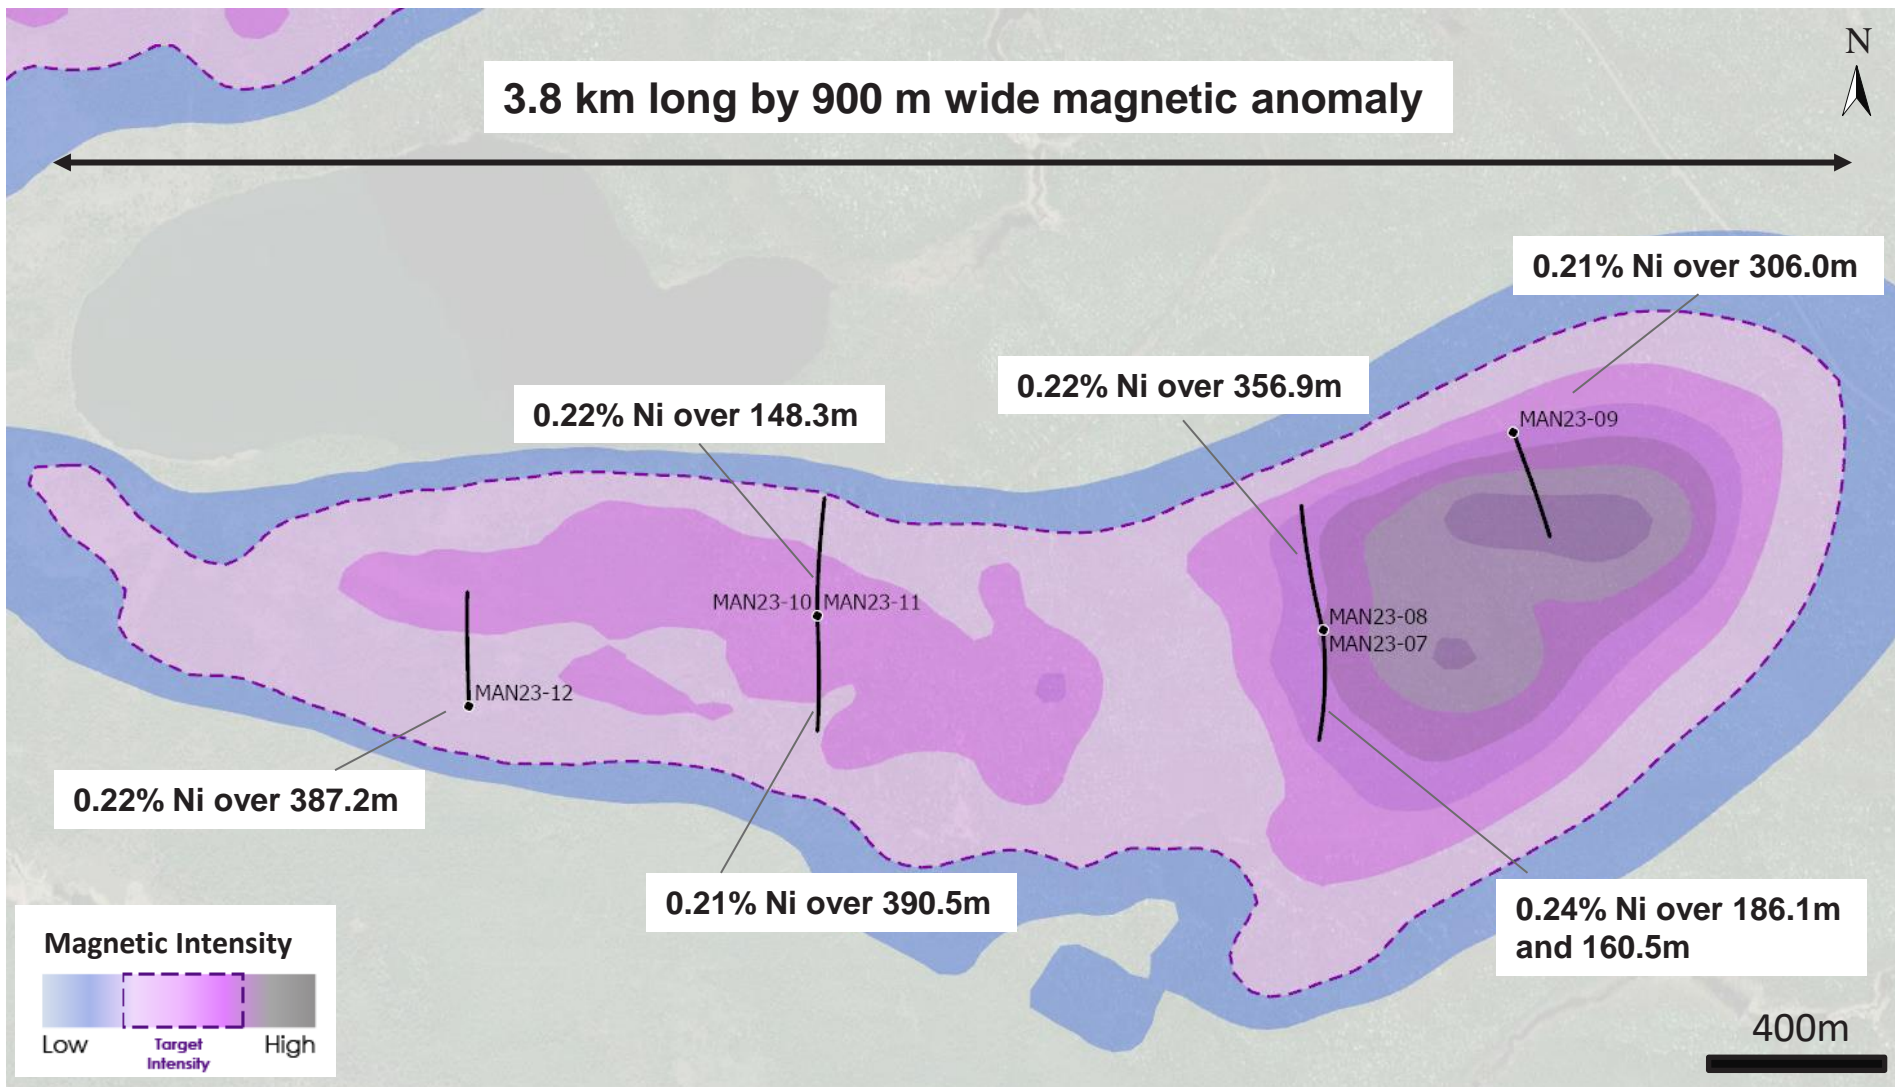 N
3.8 km long by 900 m wide magnetic anomaly
0.21% Ni over 306.0m
0.22% Ni over 356.9m
0.22% Ni over 148.3m
MAN23-09
MAN23-10 MAN23-11
MAN23-08
MAN23-07
MAN23-12
0.22% Ni over 387.2m
0.21% Ni over 390.5m
0.24% Ni over 186.1m
and 160.5m
Magnetic Intensity
Low
Target
Intensity
High
400m